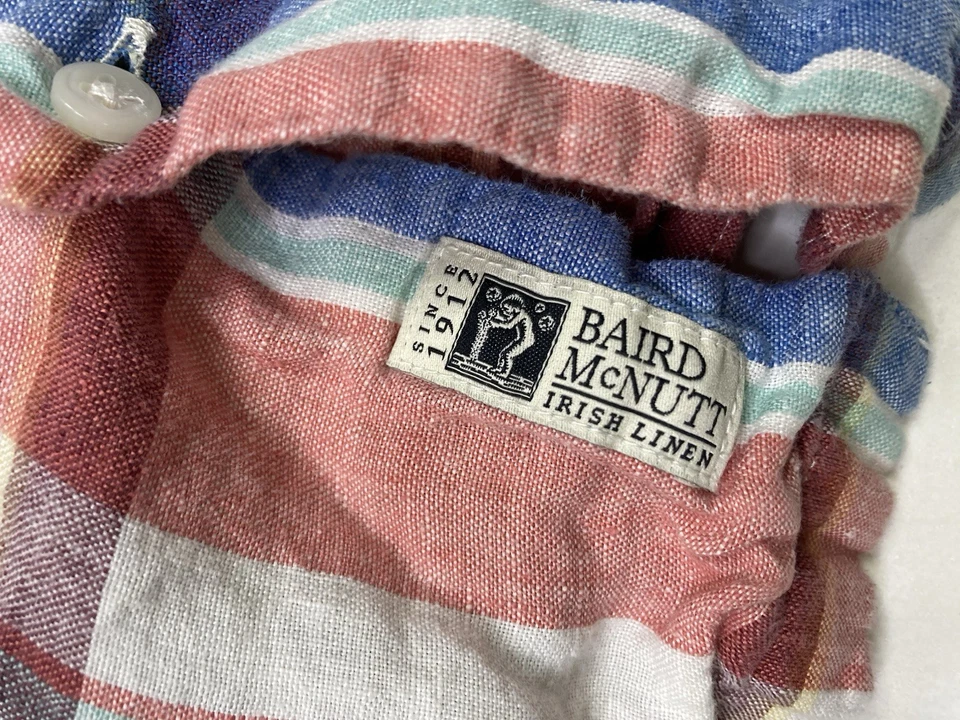 SINCE
1912
BAIRD
McNUTT
IRISH LINEN